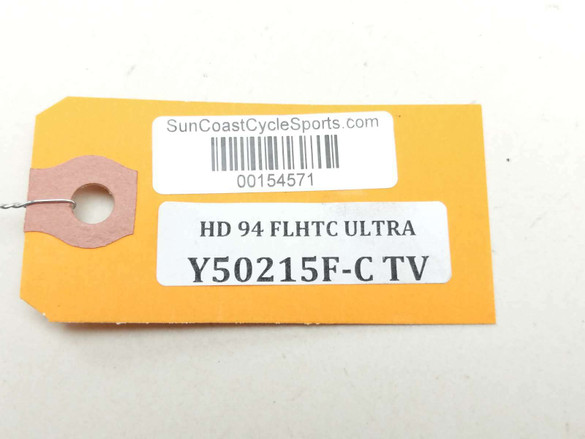 SunCoastCycleSports.com
00154571
HD 94 FLHTC ULTRA
Y50215F-C TV